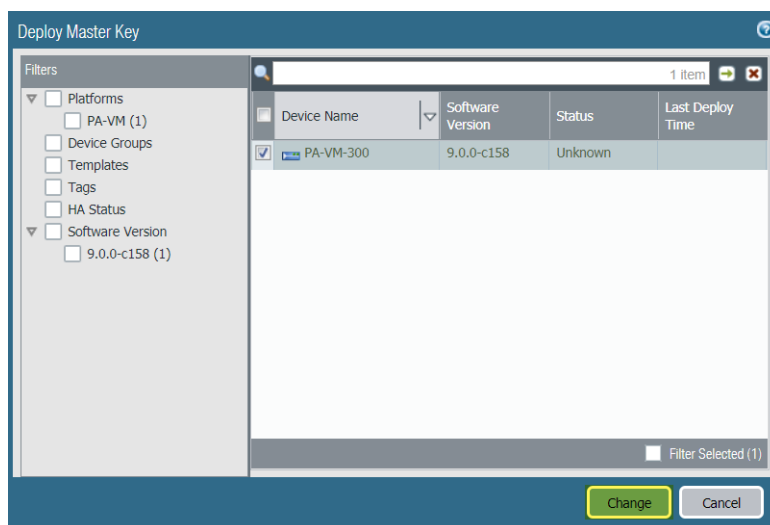 Deploy Master Key
Filters
Platforms
PA-VM (1)
Device Groups
Templates
Tags
HA Status
Software Version
9.0.0-c158 (1)
1 item
Device Name
Software
Version
Status
Last Deploy
Time
PA-VM-300
9.0.0-c158
Unknown
Filter Selected (1)
Change
Cancel